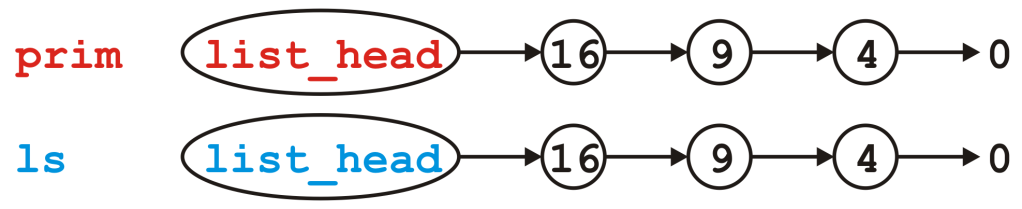 prim list_head 16 9 4 0
ls list_head 16 9 4 0